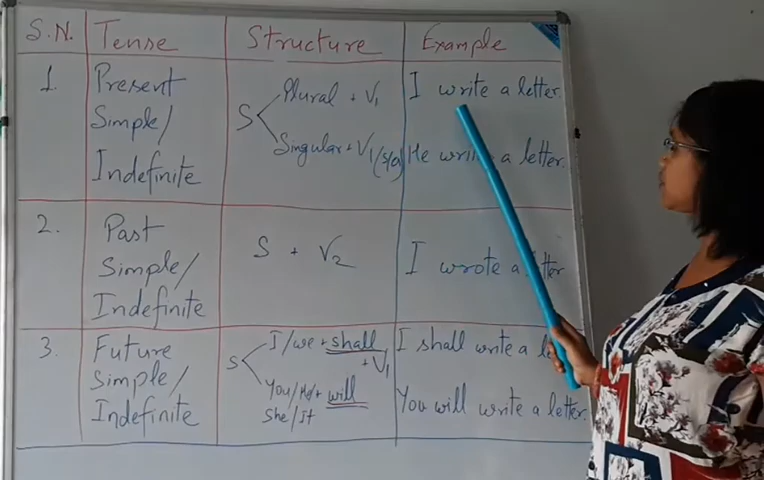 S.N. Tense Structure Example
1. Present Simple/ Indefinite
S Plural + V1
Singular + V1(s/es)
I write a letter.
He a letter.
2. Past Simple/ Indefinite
S + V2
I wrote a
3. Future Simple/ Indefinite
S I/we + shall + V1
You/He/ + will
She/It
I shall write a
You will write a letter.